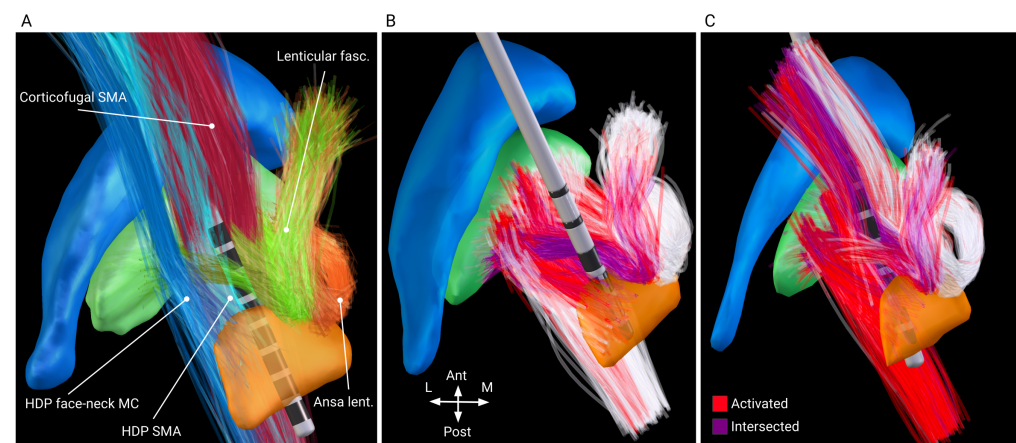 A
B
C
Lenticular fasc.
Corticofugal SMA
HDP face-neck MC
HDP SMA
Ansa lent.
Ant
L
M
Post
Activated
Intersected